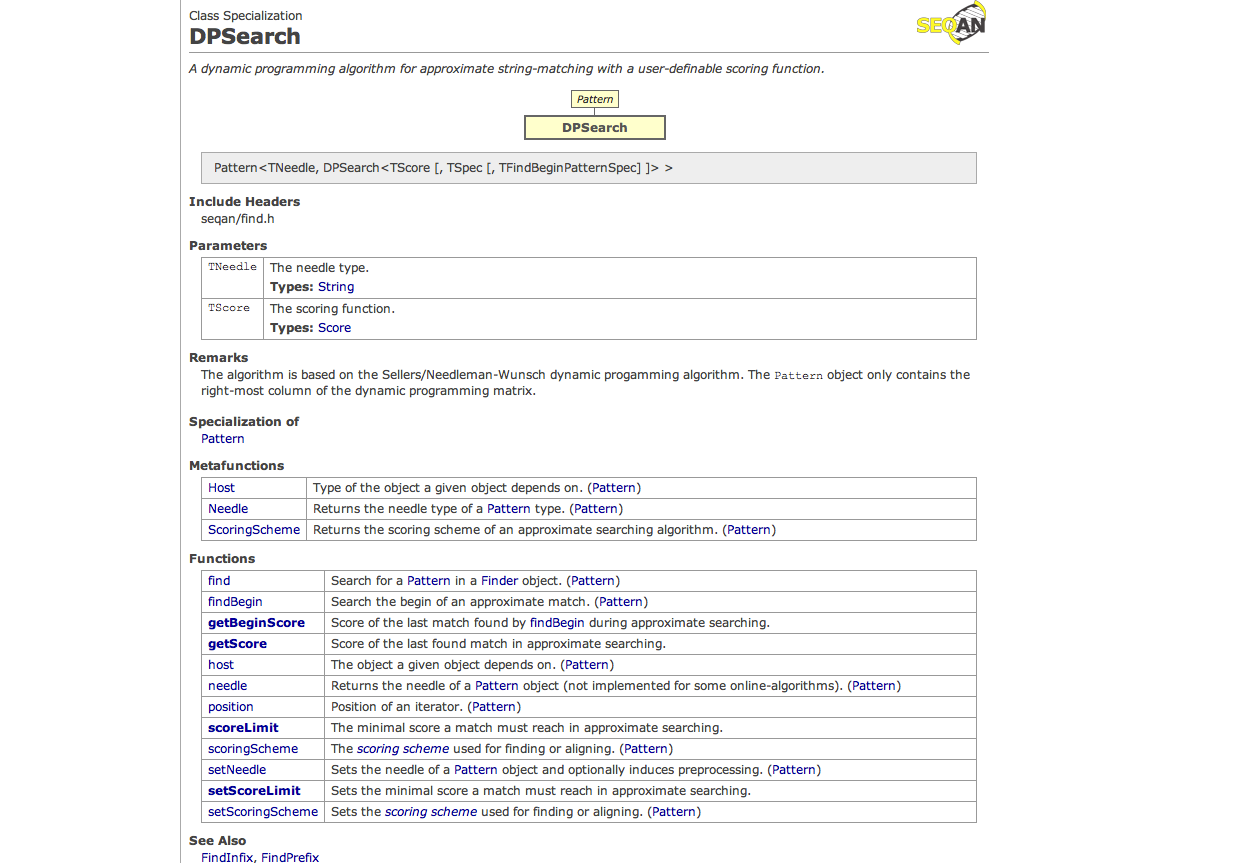 Class Specialization
DPSearch
SEQAN
A dynamic programming algorithm for approximate string-matching with a user-definable scoring function.
Pattern
DPSearch
Pattern<TNeedle, DPSearch<TScore [, TSpec [, TFindBeginPatternSpec] ]> >
Include Headers
seqan/find.h
Parameters
TNeedle The needle type.
Types: String
TScore The scoring function.
Types: Score
Remarks
The algorithm is based on the Sellers/Needleman-Wunsch dynamic progamming algorithm. The Pattern object only contains the
right-most column of the dynamic programming matrix.
Specialization of
Pattern
Metafunctions
Host Type of the object a given object depends on. (Pattern)
Needle Returns the needle type of a Pattern type. (Pattern)
ScoringScheme Returns the scoring scheme of an approximate searching algorithm. (Pattern)
Functions
find Search for a Pattern in a Finder object. (Pattern)
findBegin Search the begin of an approximate match. (Pattern)
getBeginScore Score of the last match found by findBegin during approximate searching.
getScore Score of the last found match in approximate searching.
host The object a given object depends on. (Pattern)
needle Returns the needle of a Pattern object (not implemented for some online-algorithms). (Pattern)
position Position of an iterator. (Pattern)
scoreLimit The minimal score a match must reach in approximate searching.
scoringScheme The scoring scheme used for finding or aligning. (Pattern)
setNeedle Sets the needle of a Pattern object and optionally induces preprocessing. (Pattern)
setScoreLimit Sets the minimal score a match must reach in approximate searching.
setScoringScheme Sets the scoring scheme used for finding or aligning. (Pattern)
See Also
FindInfix, FindPrefix